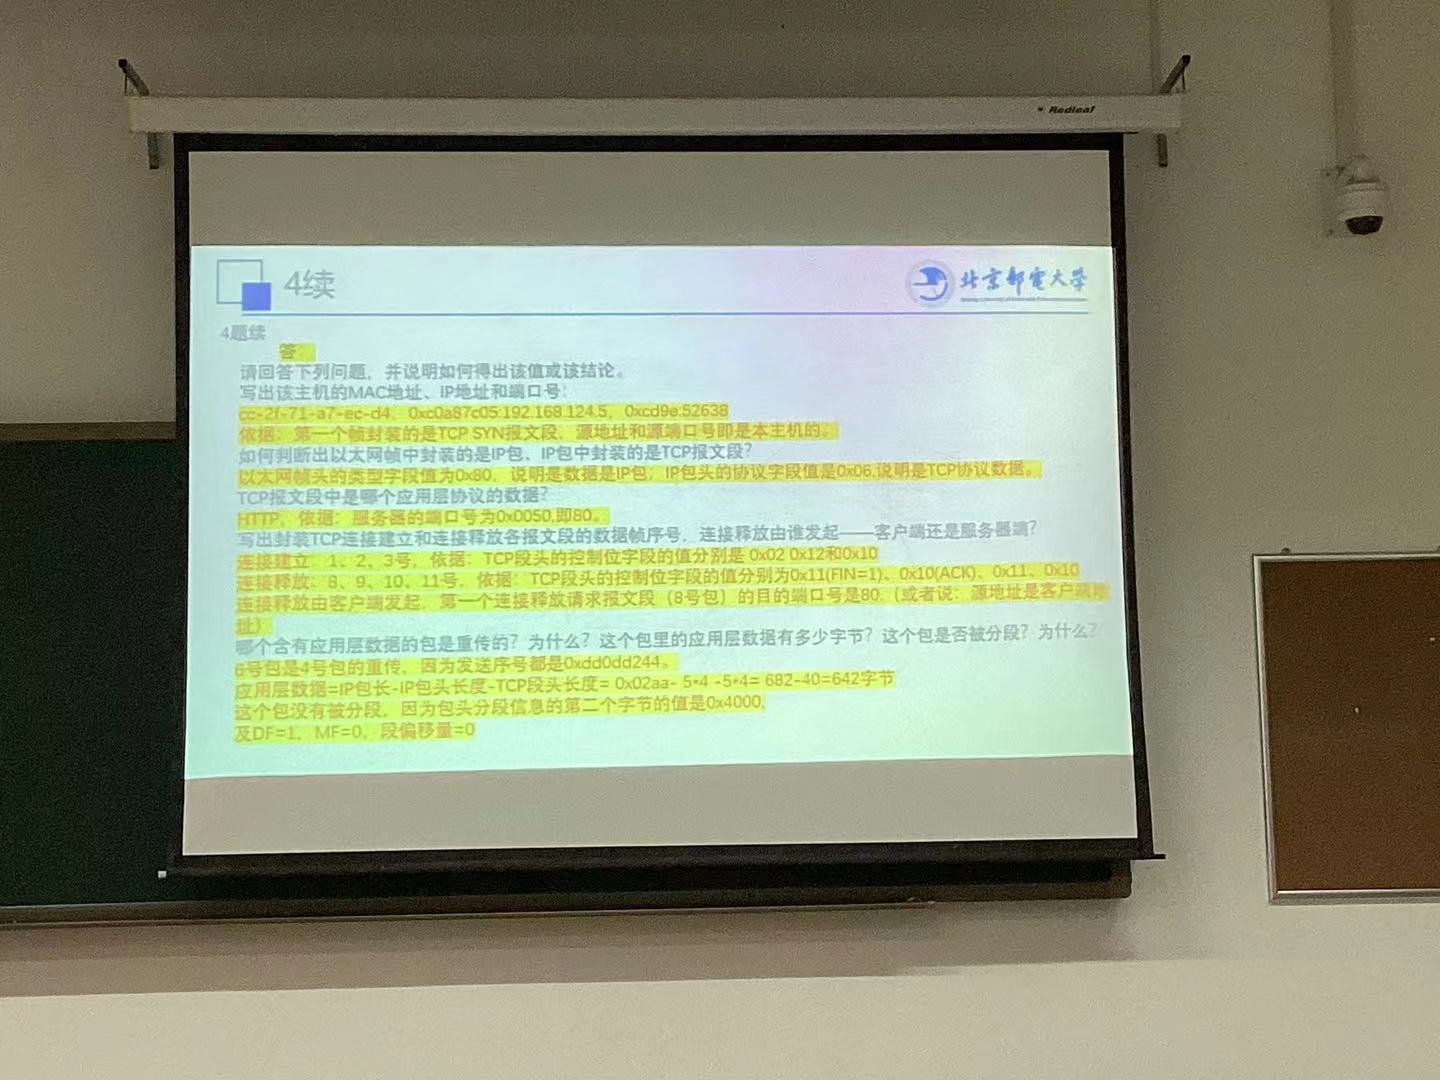 Redleaf
4续
北京邮电大学
4题续
答：
请回答下列问题，并说明如何得出该值或该结论。
写出该主机的MAC地址、IP地址和端口号：
cc-2f-71-a7-ec-d4，0xc0a87c05:192.168.124.5，0xcd9e:52638
依据：第一个帧封装的是TCP SYN报文段，源地址和源端口号即是本主机的。
如何判断出以太网帧中封装的是IP包、IP包中封装的是TCP报文段？
以太网帧头的类型字段值为0x80，说明是数据是IP包；IP包头的协议字段值是0x06,说明是TCP协议数据。
TCP报文段中是哪个应用层协议的数据？
HTTP，依据：服务器的端口号为0x0050,即80。
写出封装TCP连接建立和连接释放各报文段的数据帧序号，连接释放由谁发起——客户端还是服务器端？
连接建立：1、2、3号，依据：TCP段头的控制位字段的值分别是 0x02 0x12和0x10
连接释放：8、9、10、11号，依据：TCP段头的控制位字段的值分别为0x11(FIN=1)、0x10(ACK)、0x11、0x10
连接释放由客户端发起，第一个连接释放请求报文段（8号包）的目的端口号是80，（或者说：源地址是客户端地
址）
哪个含有应用层数据的包是重传的？为什么？这个包里的应用层数据有多少字节？这个包是否被分段？为什么？
6号包是4号包的重传，因为发送序号都是0xdd0dd244。
应用层数据=IP包长-IP包头长度-TCP段头长度= 0x02aa- 5*4 -5*4= 682-40=642字节
这个包没有被分段，因为包头分段信息的第二个字节的值是0x4000,
及DF=1，MF=0，段偏移量=0